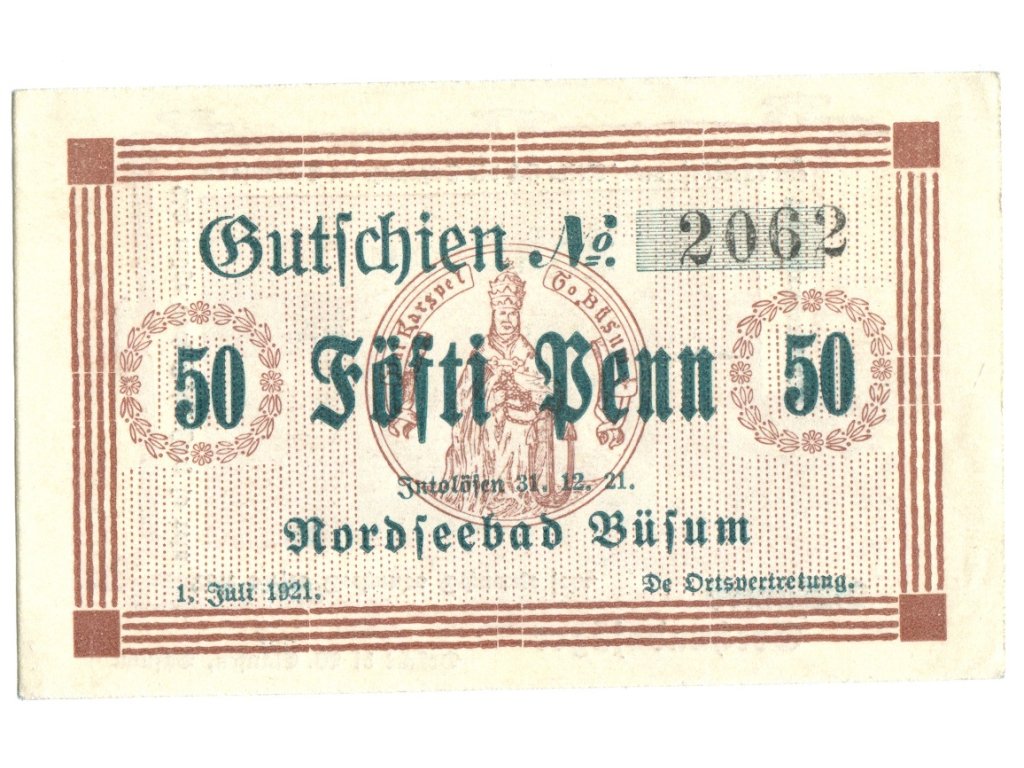 Gutschien No. 2062
Karspel To Büsum
50 Föfti Penn 50
Intolösen 31. 12. 21.
Nordseebad Büsum
1. Juli 1921. De Ortsvertretung.